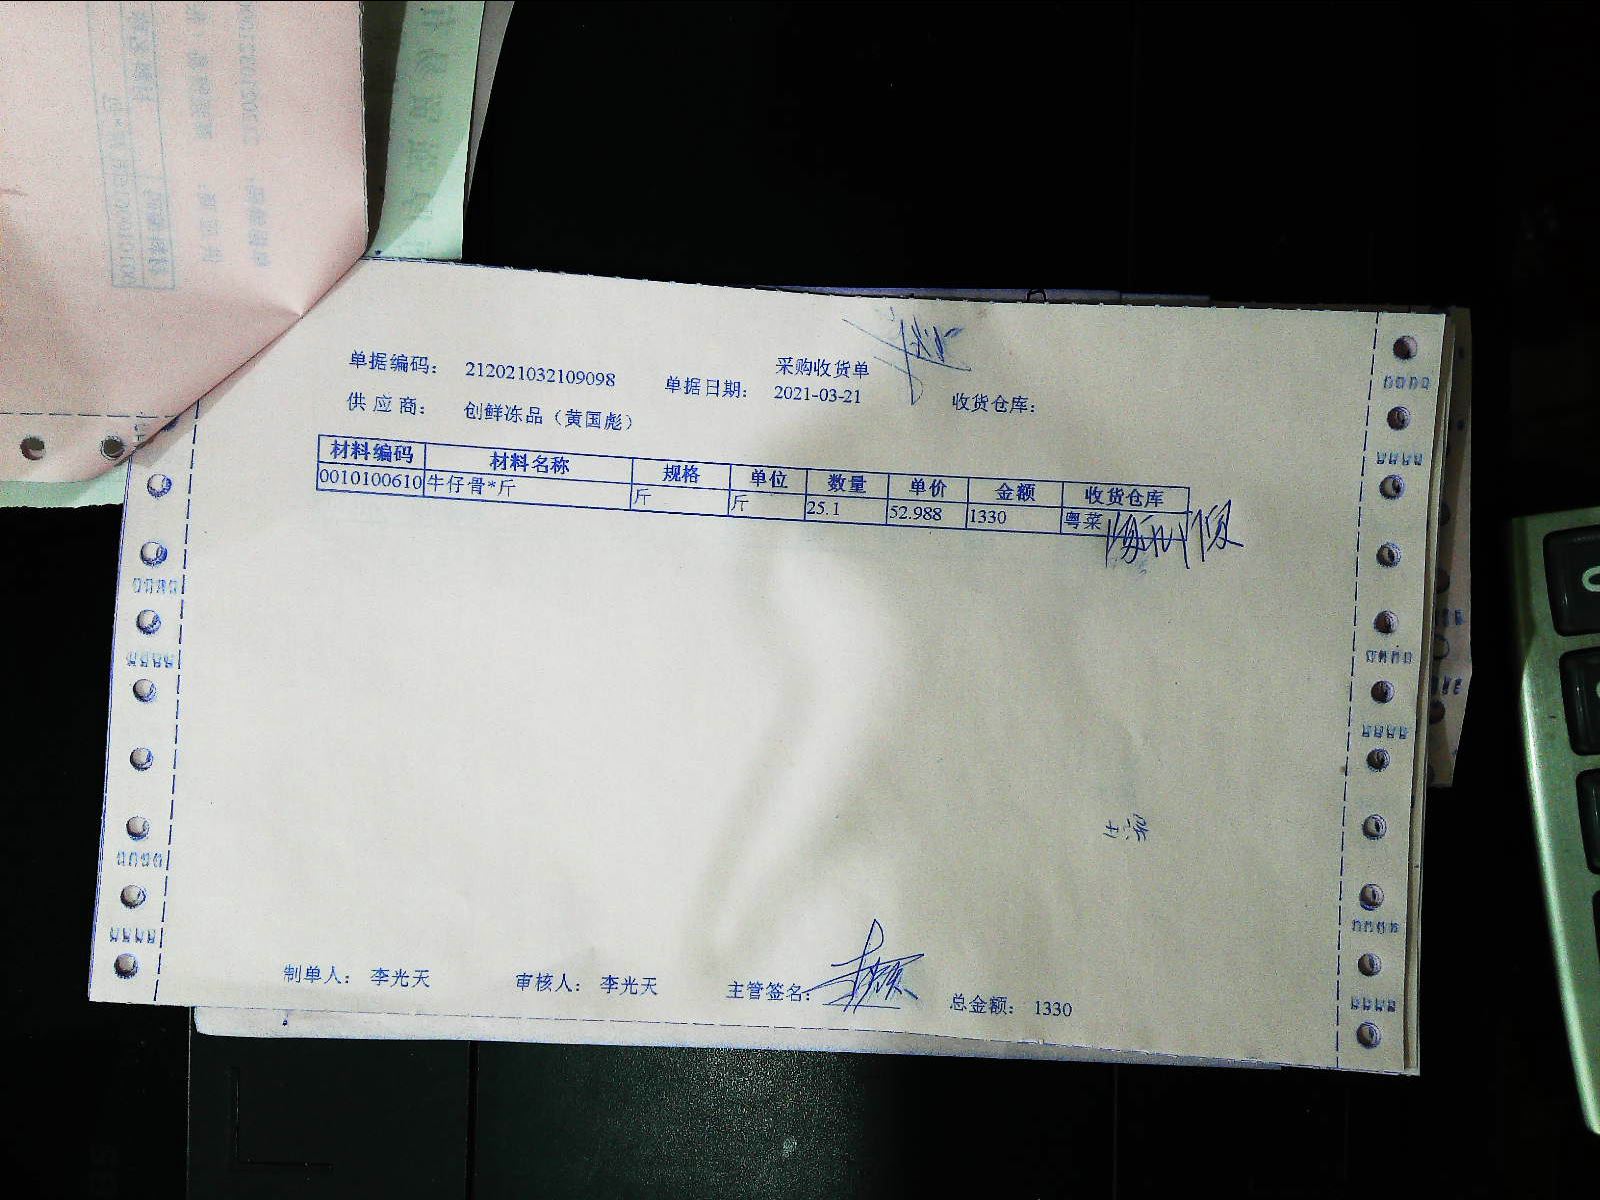 采购收货单
单据编码： 212021032109098 单据日期： 2021-03-21 收货仓库：
供应商： 创鲜冻品（黄国彪）
材料编码 材料名称 规格 单位 数量 单价 金额 收货仓库
0010100610 牛仔骨*斤 斤 斤 25.1 52.988 1330 粤菜
制单人： 李光天 审核人： 李光天 主管签名： 总金额： 1330